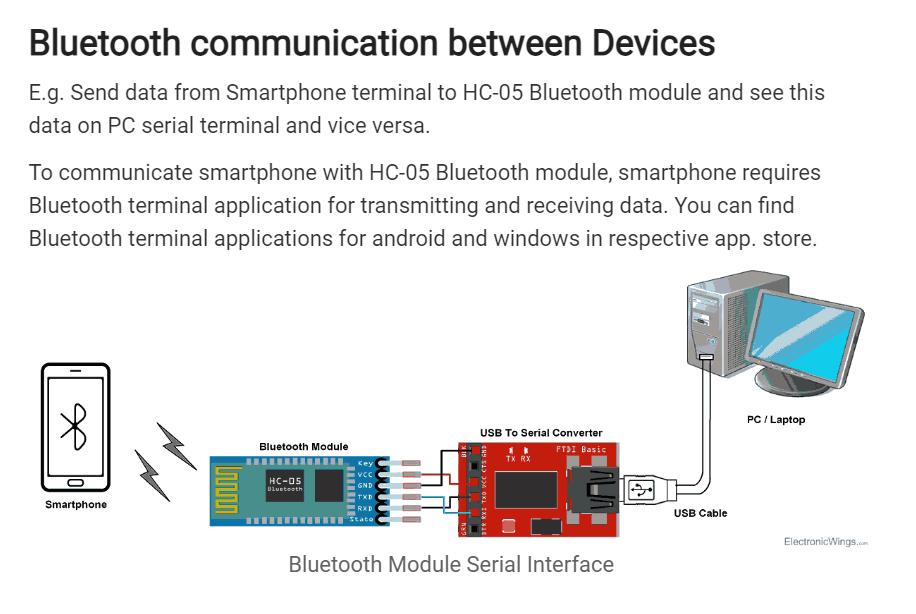 Bluetooth communication between Devices
E.g. Send data from Smartphone terminal to HC-05 Bluetooth module and see this
data on PC serial terminal and vice versa.
To communicate smartphone with HC-05 Bluetooth module, smartphone requires
Bluetooth terminal application for transmitting and receiving data. You can find
Bluetooth terminal applications for android and windows in respective app. store.
PC / Laptop
USB To Serial Converter
Bluetooth Module
FTDI Basic
TX RX
Key
VCC
GND
TXD
RXD
State
HC-05
Bluetooth
BLK
GND
CTS
VCC
TXD
RXI
DTR
GRN
Smartphone
USB Cable
ElectronicWings.com
Bluetooth Module Serial Interface